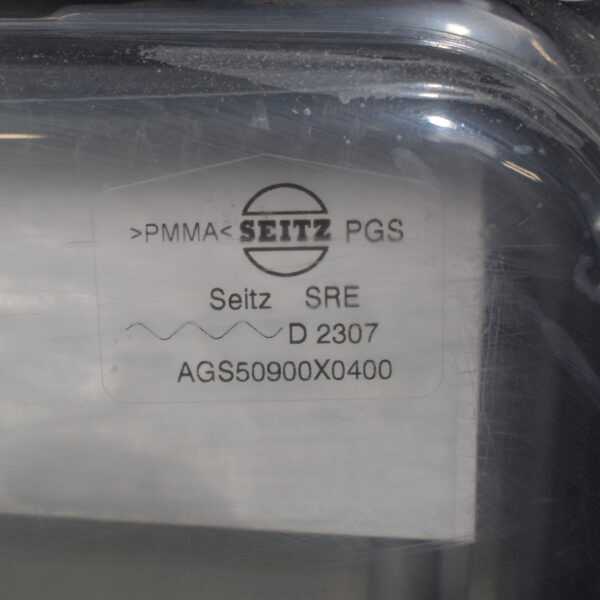 >PMMA< SEITZ PGS
Seitz SRE
D 2307
AGS50900X0400